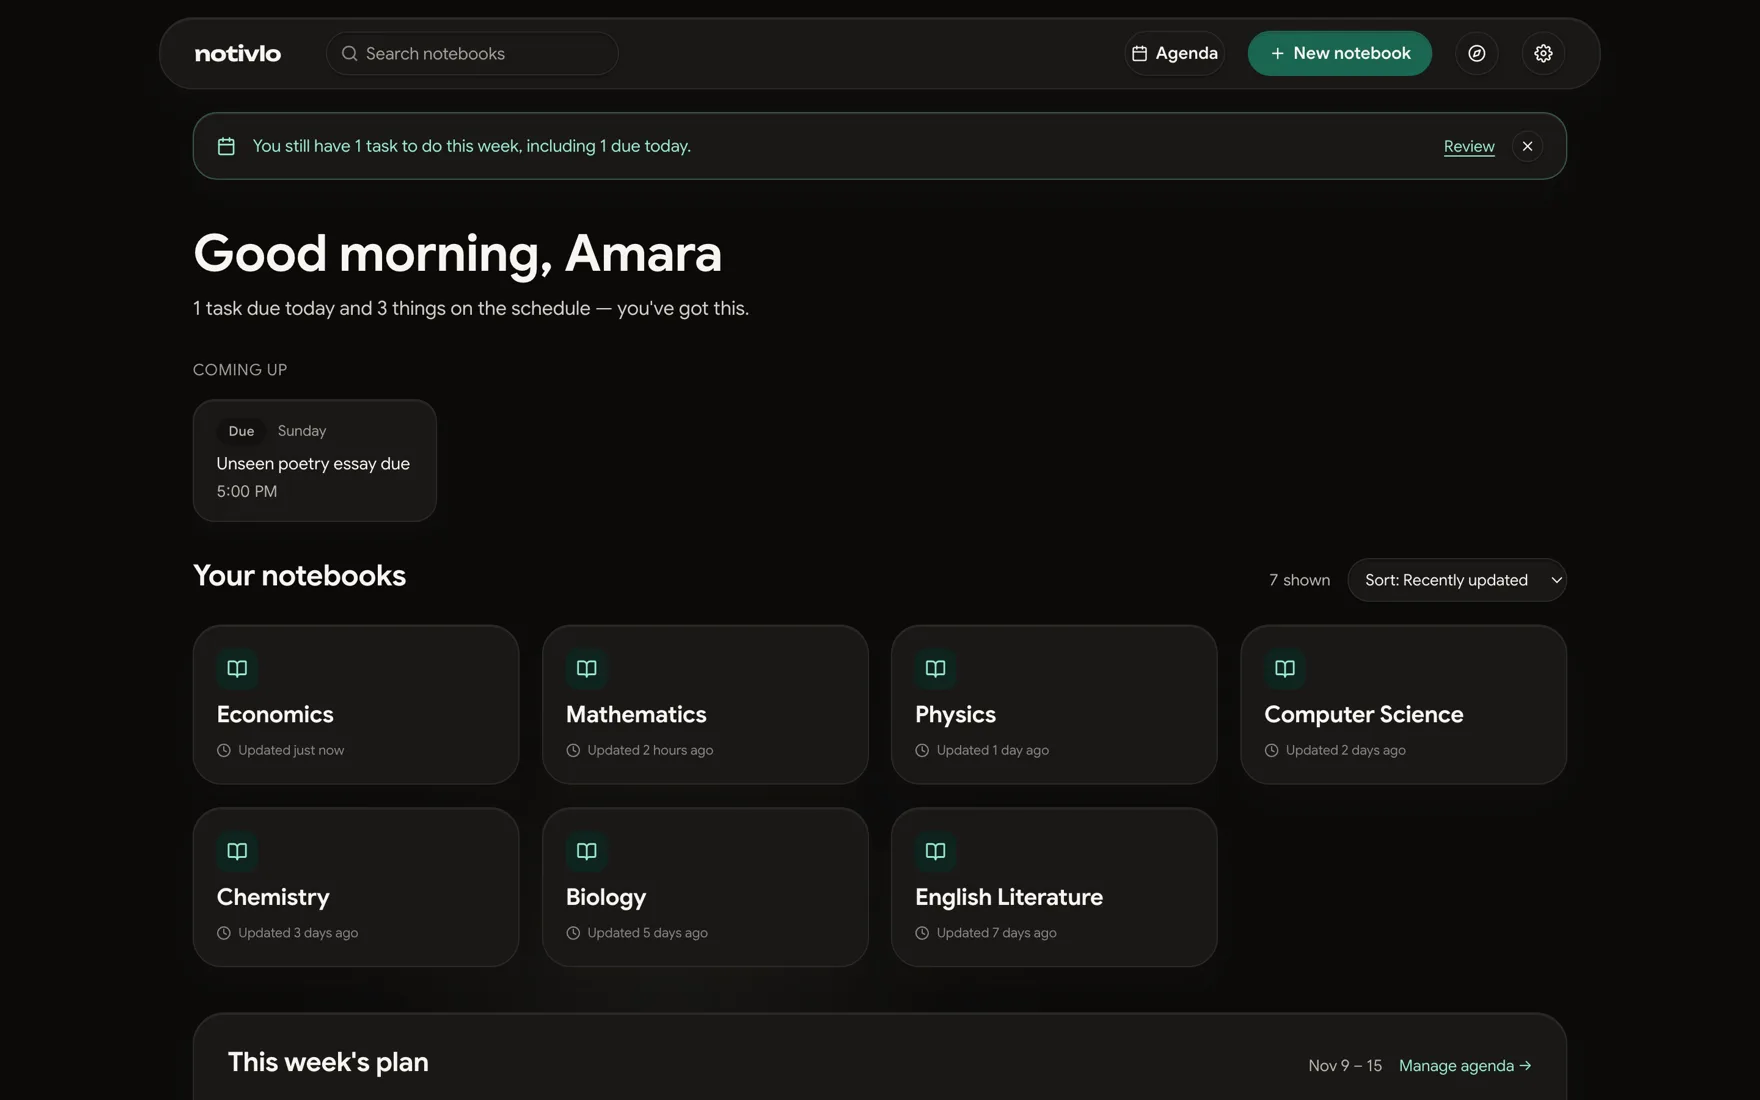 notivlo
Search notebooks
Agenda
+ New notebook
You still have 1 task to do this week, including 1 due today.
Review
Good morning, Amara
1 task due today and 3 things on the schedule — you've got this.
COMING UP
Due Sunday
Unseen poetry essay due
5:00 PM
Your notebooks
7 shown
Sort: Recently updated
Economics
Updated just now
Mathematics
Updated 2 hours ago
Physics
Updated 1 day ago
Computer Science
Updated 2 days ago
Chemistry
Updated 3 days ago
Biology
Updated 5 days ago
English Literature
Updated 7 days ago
This week's plan
Nov 9 – 15
Manage agenda →